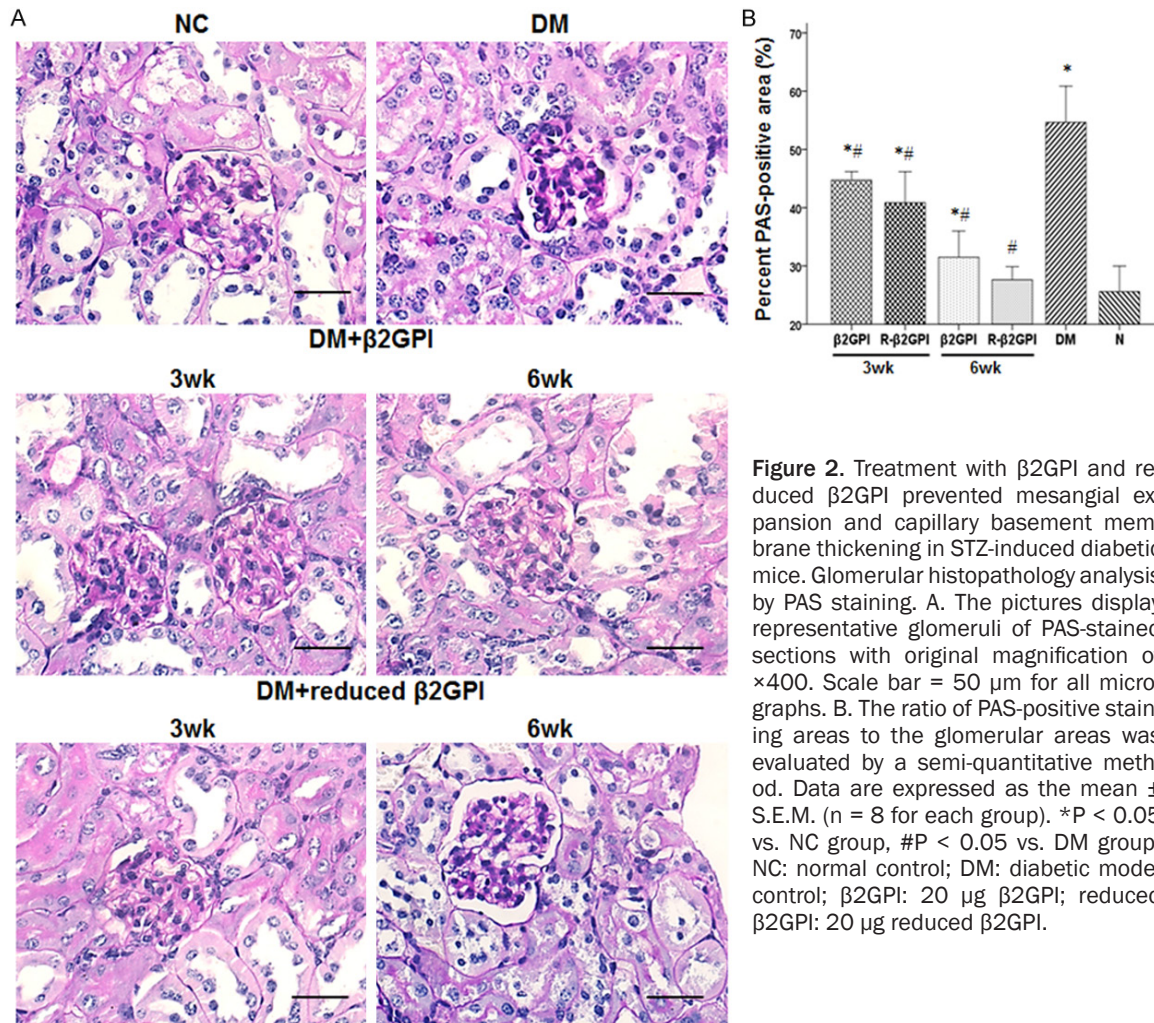 A
NC
DM
DM+β2GPI
3wk
6wk
DM+reduced β2GPI
3wk
6wk
B
Percent PAS-positive area (%)
70
60
50
40
30
20
*#
*#
*#
#
*
β2GPI R-β2GPI β2GPI R-β2GPI DM N
3wk 6wk
Figure 2. Treatment with β2GPI and re
duced β2GPI prevented mesangial ex
pansion and capillary basement mem
brane thickening in STZ-induced diabetic
mice. Glomerular histopathology analysis
by PAS staining. A. The pictures display
representative glomeruli of PAS-stained
sections with original magnification o
×400. Scale bar = 50 µm for all micro
graphs. B. The ratio of PAS-positive stain
ing areas to the glomerular areas was
evaluated by a semi-quantitative meth
od. Data are expressed as the mean ±
S.E.M. (n = 8 for each group). *P < 0.05
vs. NC group, #P < 0.05 vs. DM group
NC: normal control; DM: diabetic mode
control; β2GPI: 20 µg β2GPI; reduced
β2GPI: 20 µg reduced β2GPI.